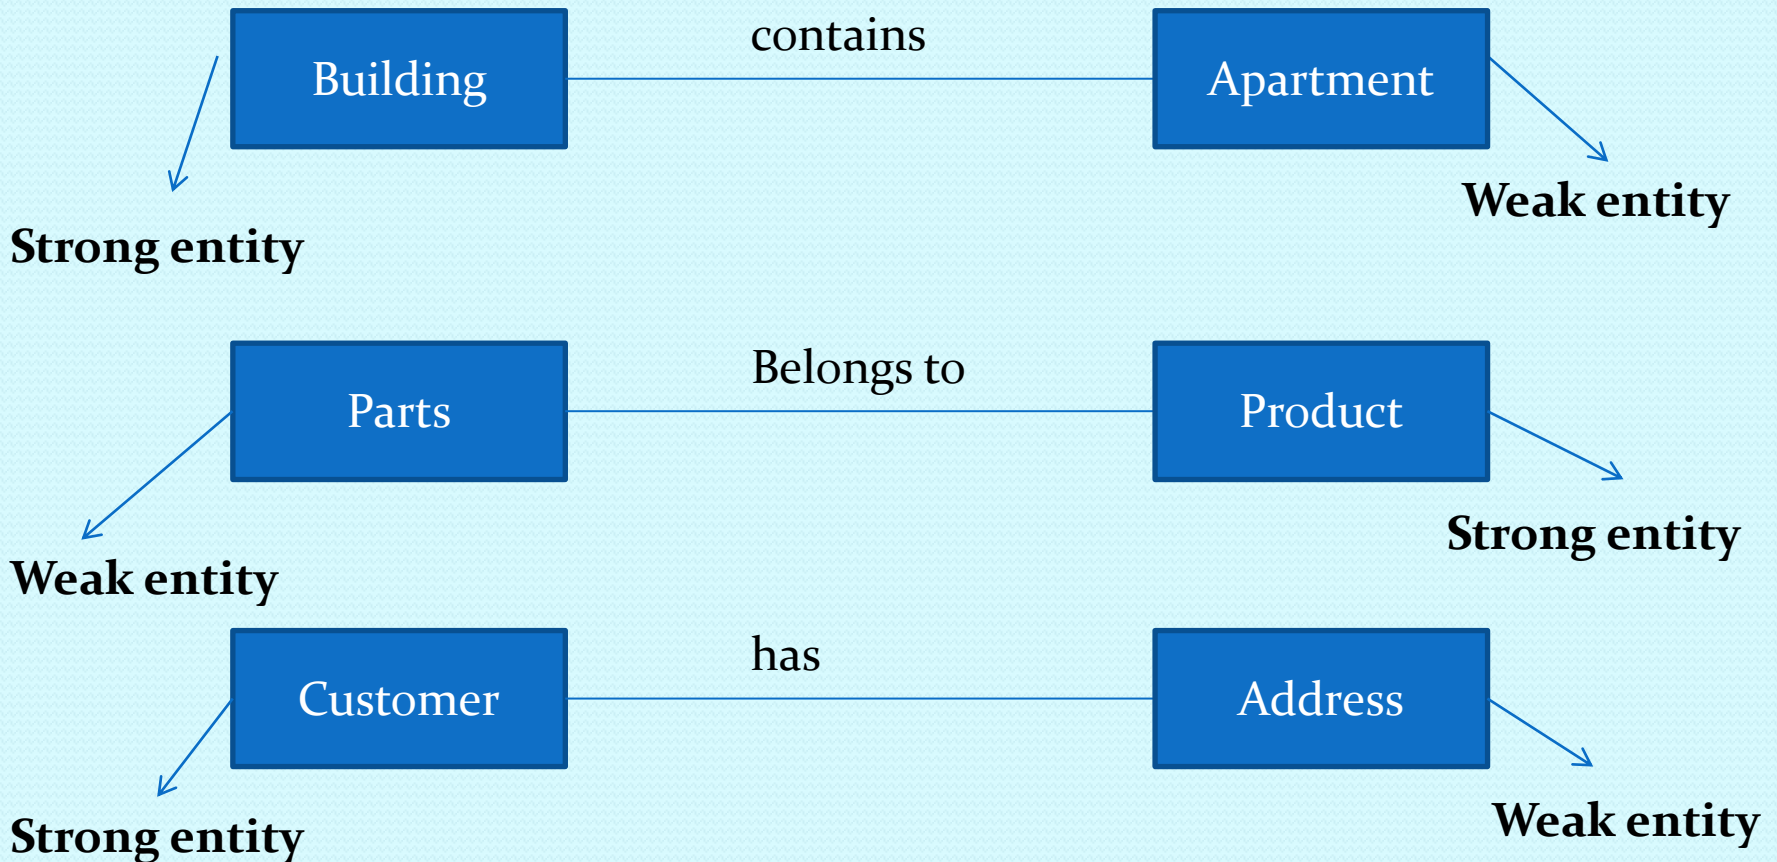 contains
Building
Apartment
Weak entity
Strong entity
Belongs to
Parts
Product
Strong entity
Weak entity
has
Customer
Address
Weak entity
Strong entity